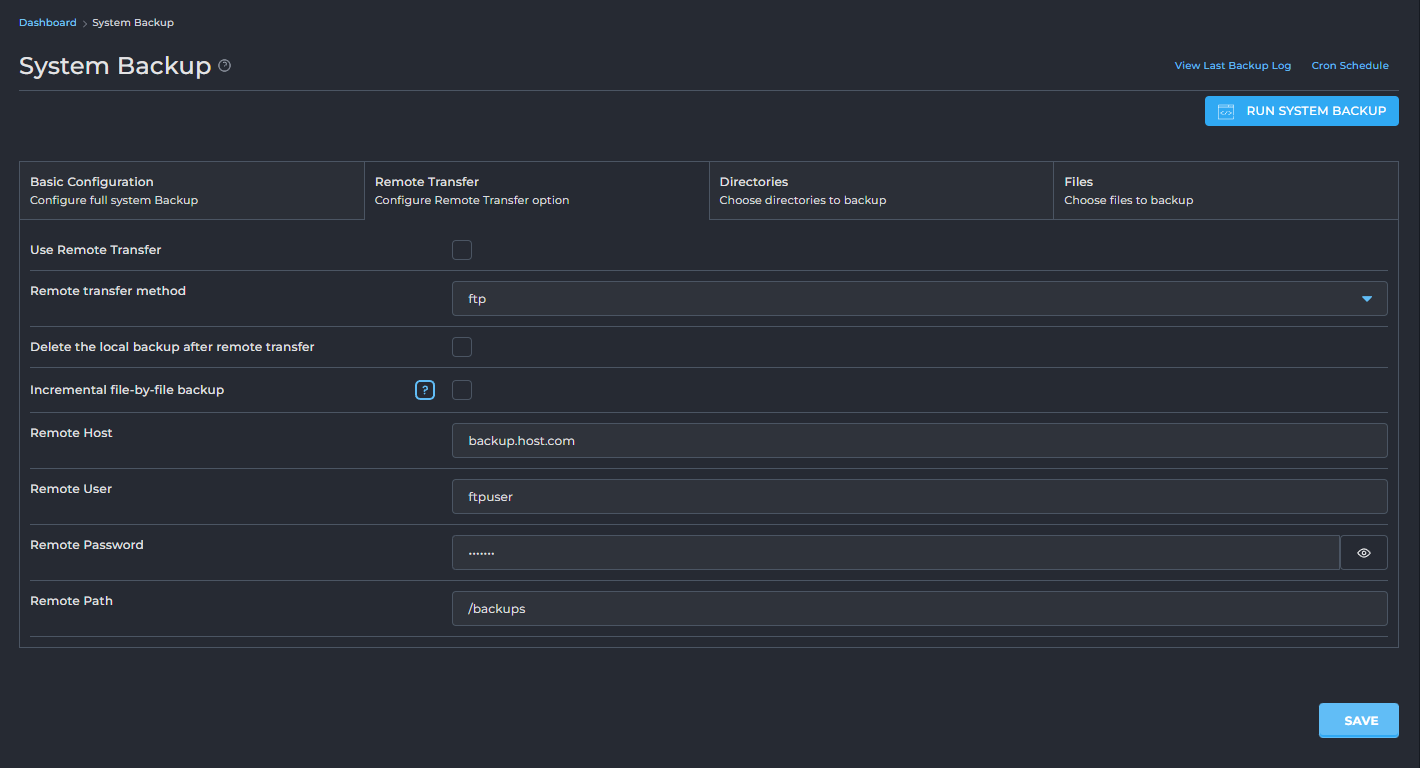 Dashboard > System Backup
System Backup ?
View Last Backup Log Cron Schedule
RUN SYSTEM BACKUP
Basic Configuration
Configure full system Backup
Remote Transfer
Configure Remote Transfer option
Directories
Choose directories to backup
Files
Choose files to backup
Use Remote Transfer
Remote transfer method
ftp
Delete the local backup after remote transfer
Incremental file-by-file backup ?
Remote Host
backup.host.com
Remote User
ftpuser
Remote Password
•••••••
Remote Path
/backups
SAVE